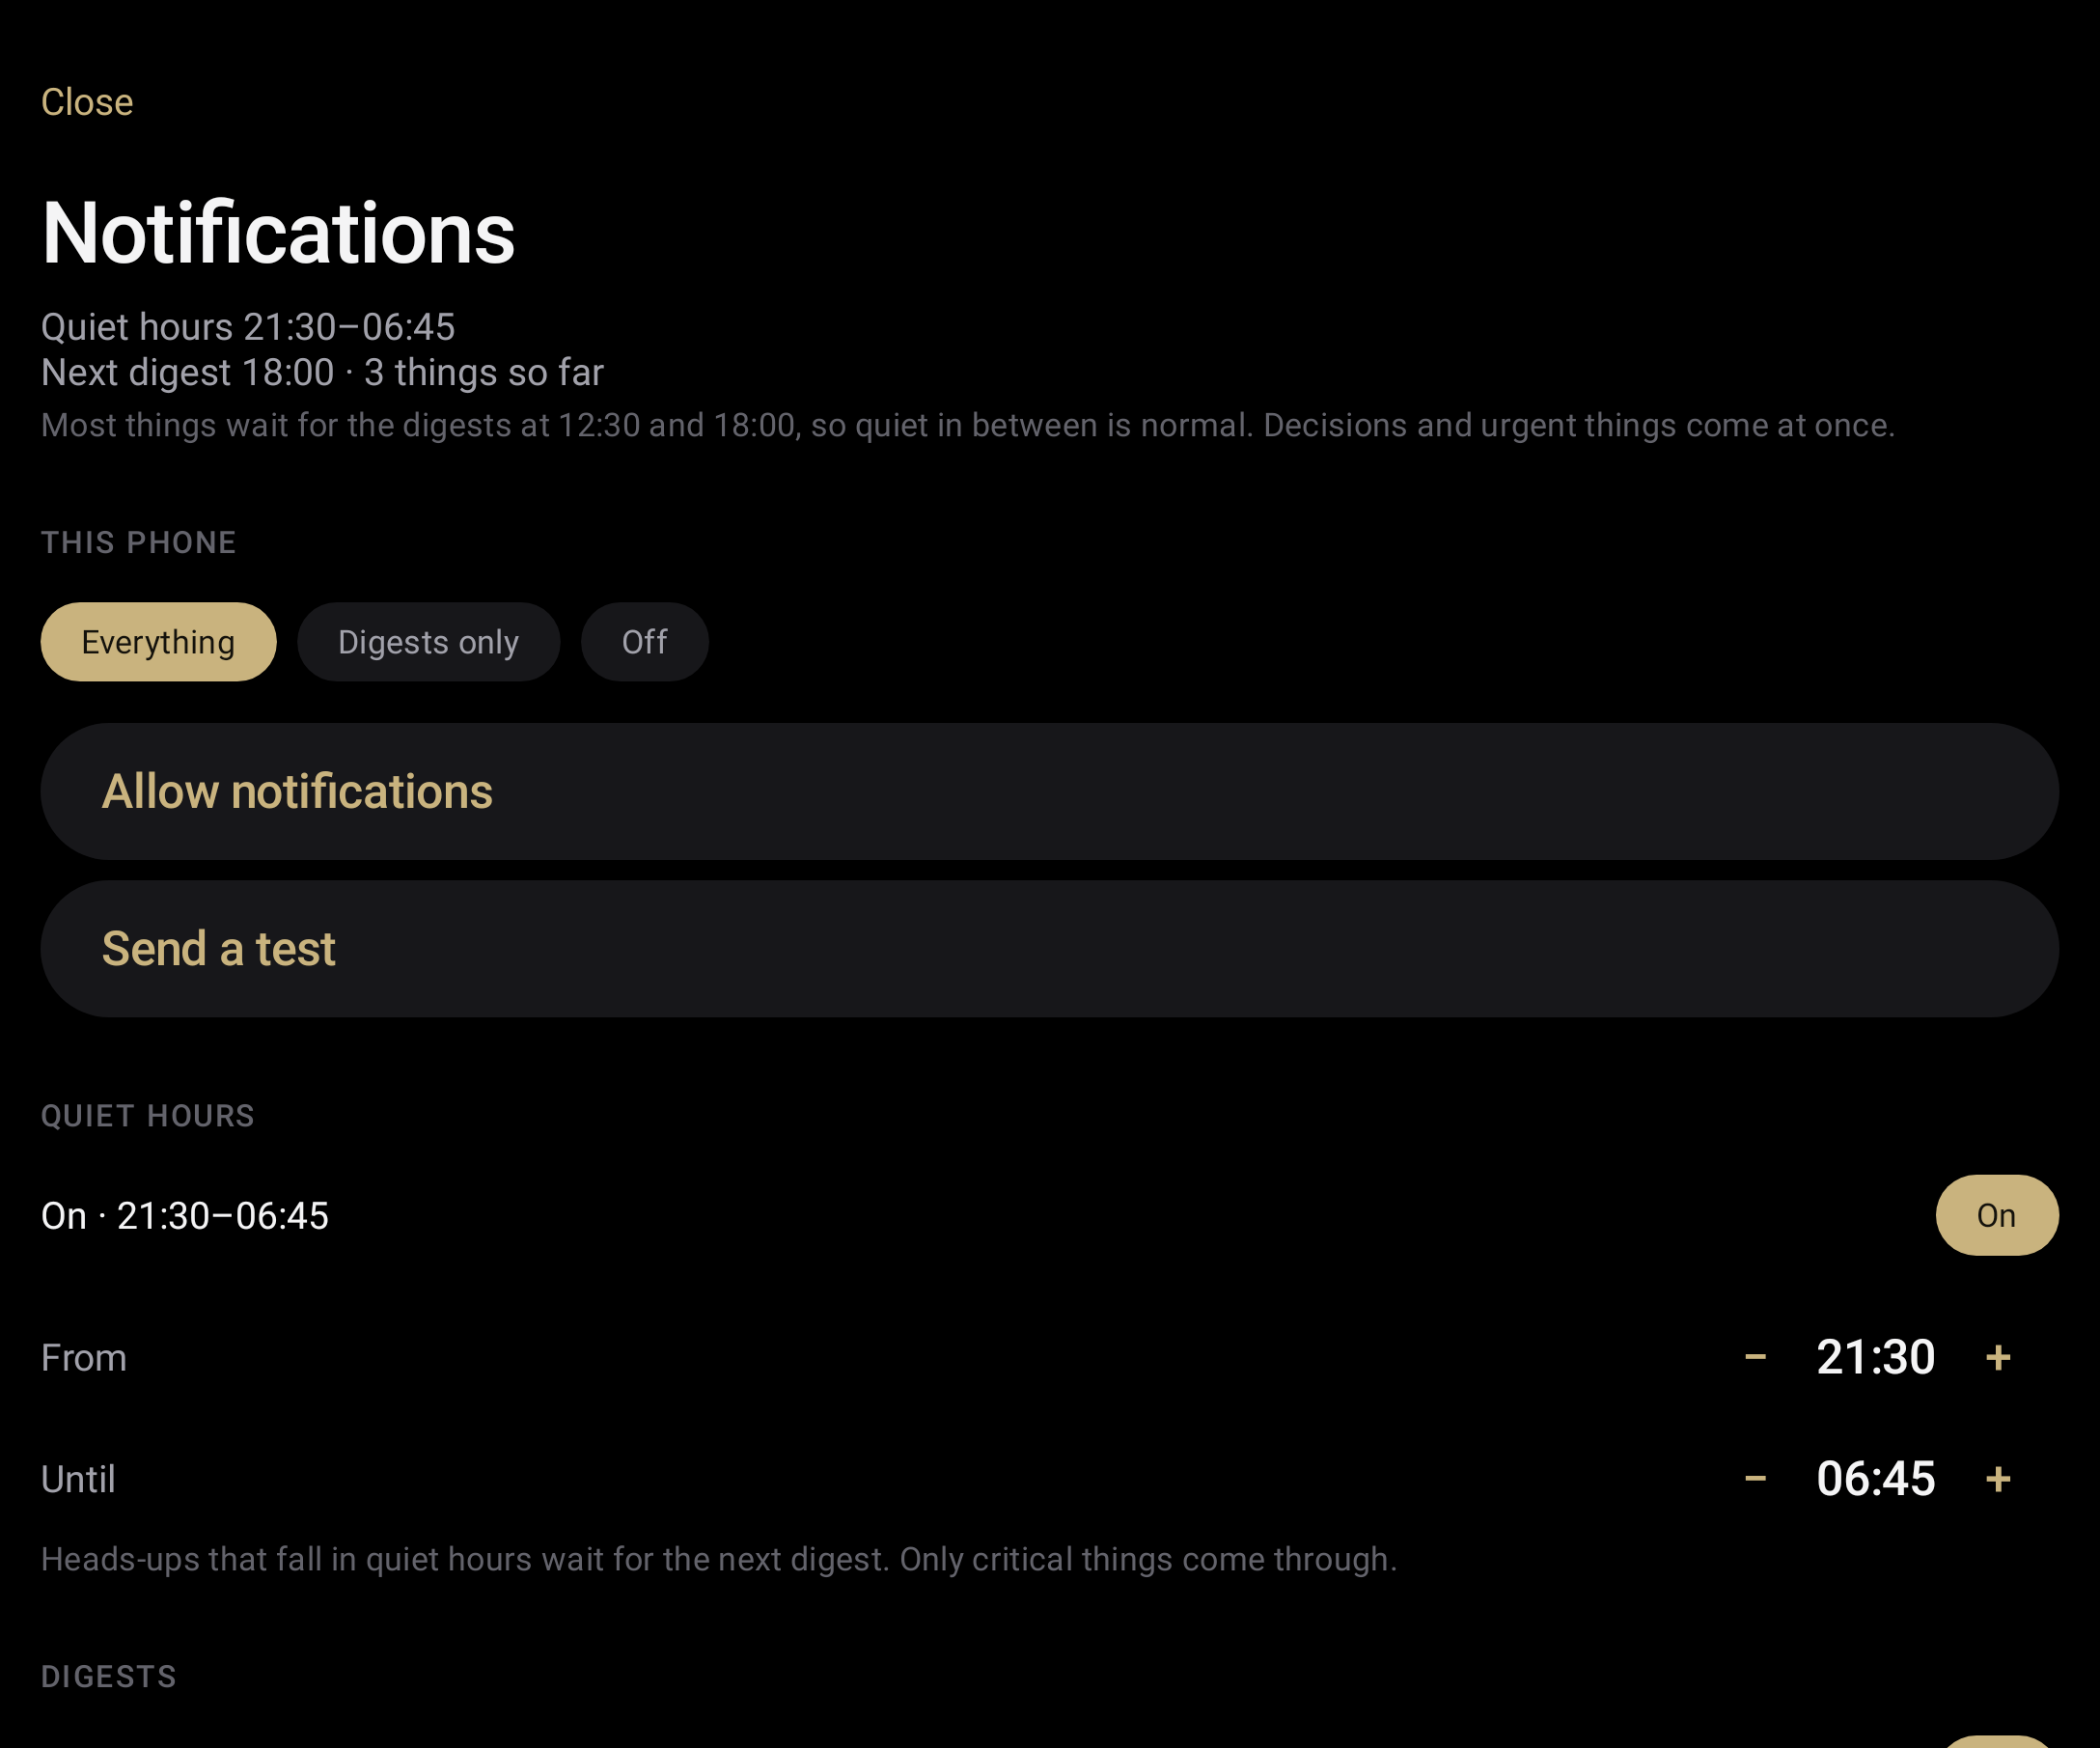 Close
Notifications
Quiet hours 21:30–06:45
Next digest 18:00 · 3 things so far
Most things wait for the digests at 12:30 and 18:00, so quiet in between is normal. Decisions and urgent things come at once.
THIS PHONE
Everything Digests only Off
Allow notifications
Send a test
QUIET HOURS
On · 21:30–06:45 On
From − 21:30 +
Until − 06:45 +
Heads-ups that fall in quiet hours wait for the next digest. Only critical things come through.
DIGESTS